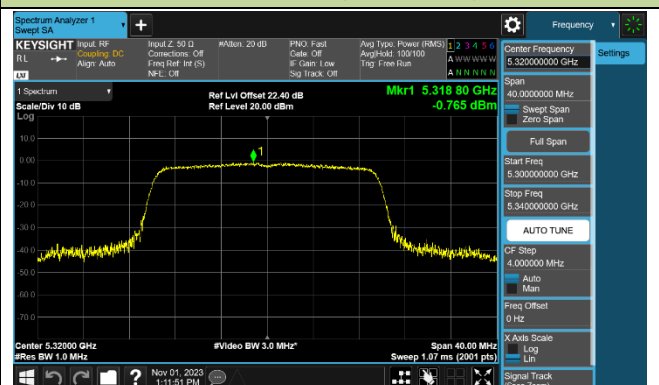 Spectrum Analyzer 1
Swept SA
Frequency
KEYSIGHT
RL
LXI
Input: RF
Coupling: DC
Align: Auto
Input Z: 50 Ω
Corrections: Off
Freq Ref: Int (S)
NFE: Off
#Atten: 20 dB
PNO: Fast
Gate: Off
IF Gain: Low
Sig Track: Off
Avg Type: Power (RMS)
Avg|Hold: 100/100
Trig: Free Run
1 2 3 4 5 6
A W W W W W
A N N N N N
Center Frequency
5.320000000 GHz
Settings
Span
40.0000000 MHz
Swept Span
Zero Span
Full Span
Start Freq
5.300000000 GHz
Stop Freq
5.340000000 GHz
AUTO TUNE
CF Step
4.000000 MHz
Auto
Man
Freq Offset
0 Hz
X Axis Scale
Log
Lin
Signal Track
(Span Zoom)
1 Spectrum
Scale/Div 10 dB
Log
Ref Lvl Offset 22.40 dB
Ref Level 20.00 dBm
Mkr1 5.318 80 GHz
-0.765 dBm
1
10.0
0.00
-10.0
-20.0
-30.0
-40.0
-50.0
-60.0
-70.0
Center 5.32000 GHz
#Res BW 1.0 MHz
#Video BW 3.0 MHz*
Span 40.00 MHz
Sweep 1.07 ms (2001 pts)
?
Nov 01, 2023
1:11:51 PM